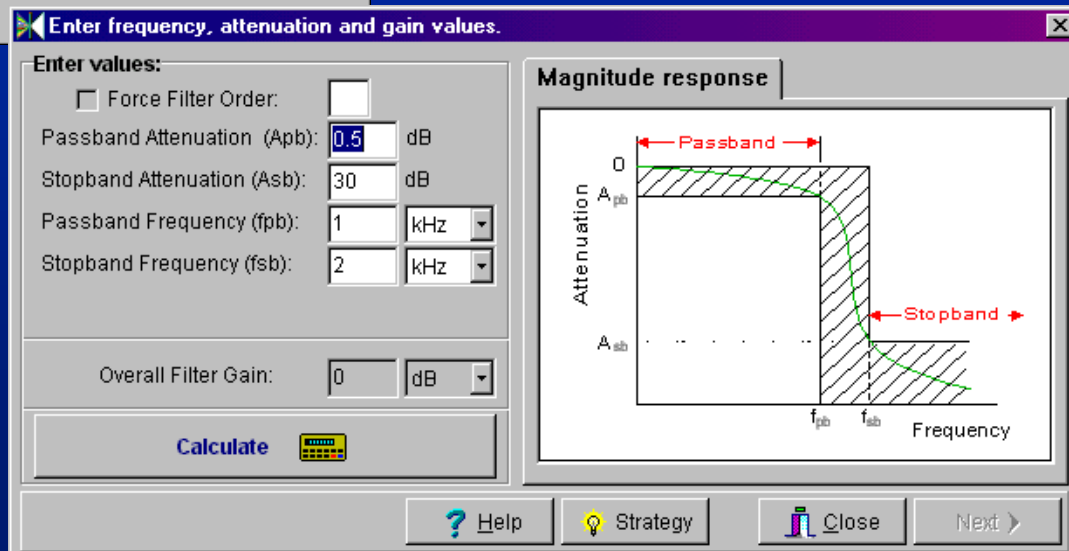 Enter frequency, attenuation and gain values.
Enter values:
Force Filter Order:
Passband Attenuation (Apb): 0.5 dB
Stopband Attenuation (Asb): 30 dB
Passband Frequency (fpb): 1 kHz
Stopband Frequency (fsb): 2 kHz
Overall Filter Gain: 0 dB
Calculate
Magnitude response
Passband
0
Apb
Attenuation
Stopband
Asb
fpb fsb
Frequency
Help Strategy Close Next